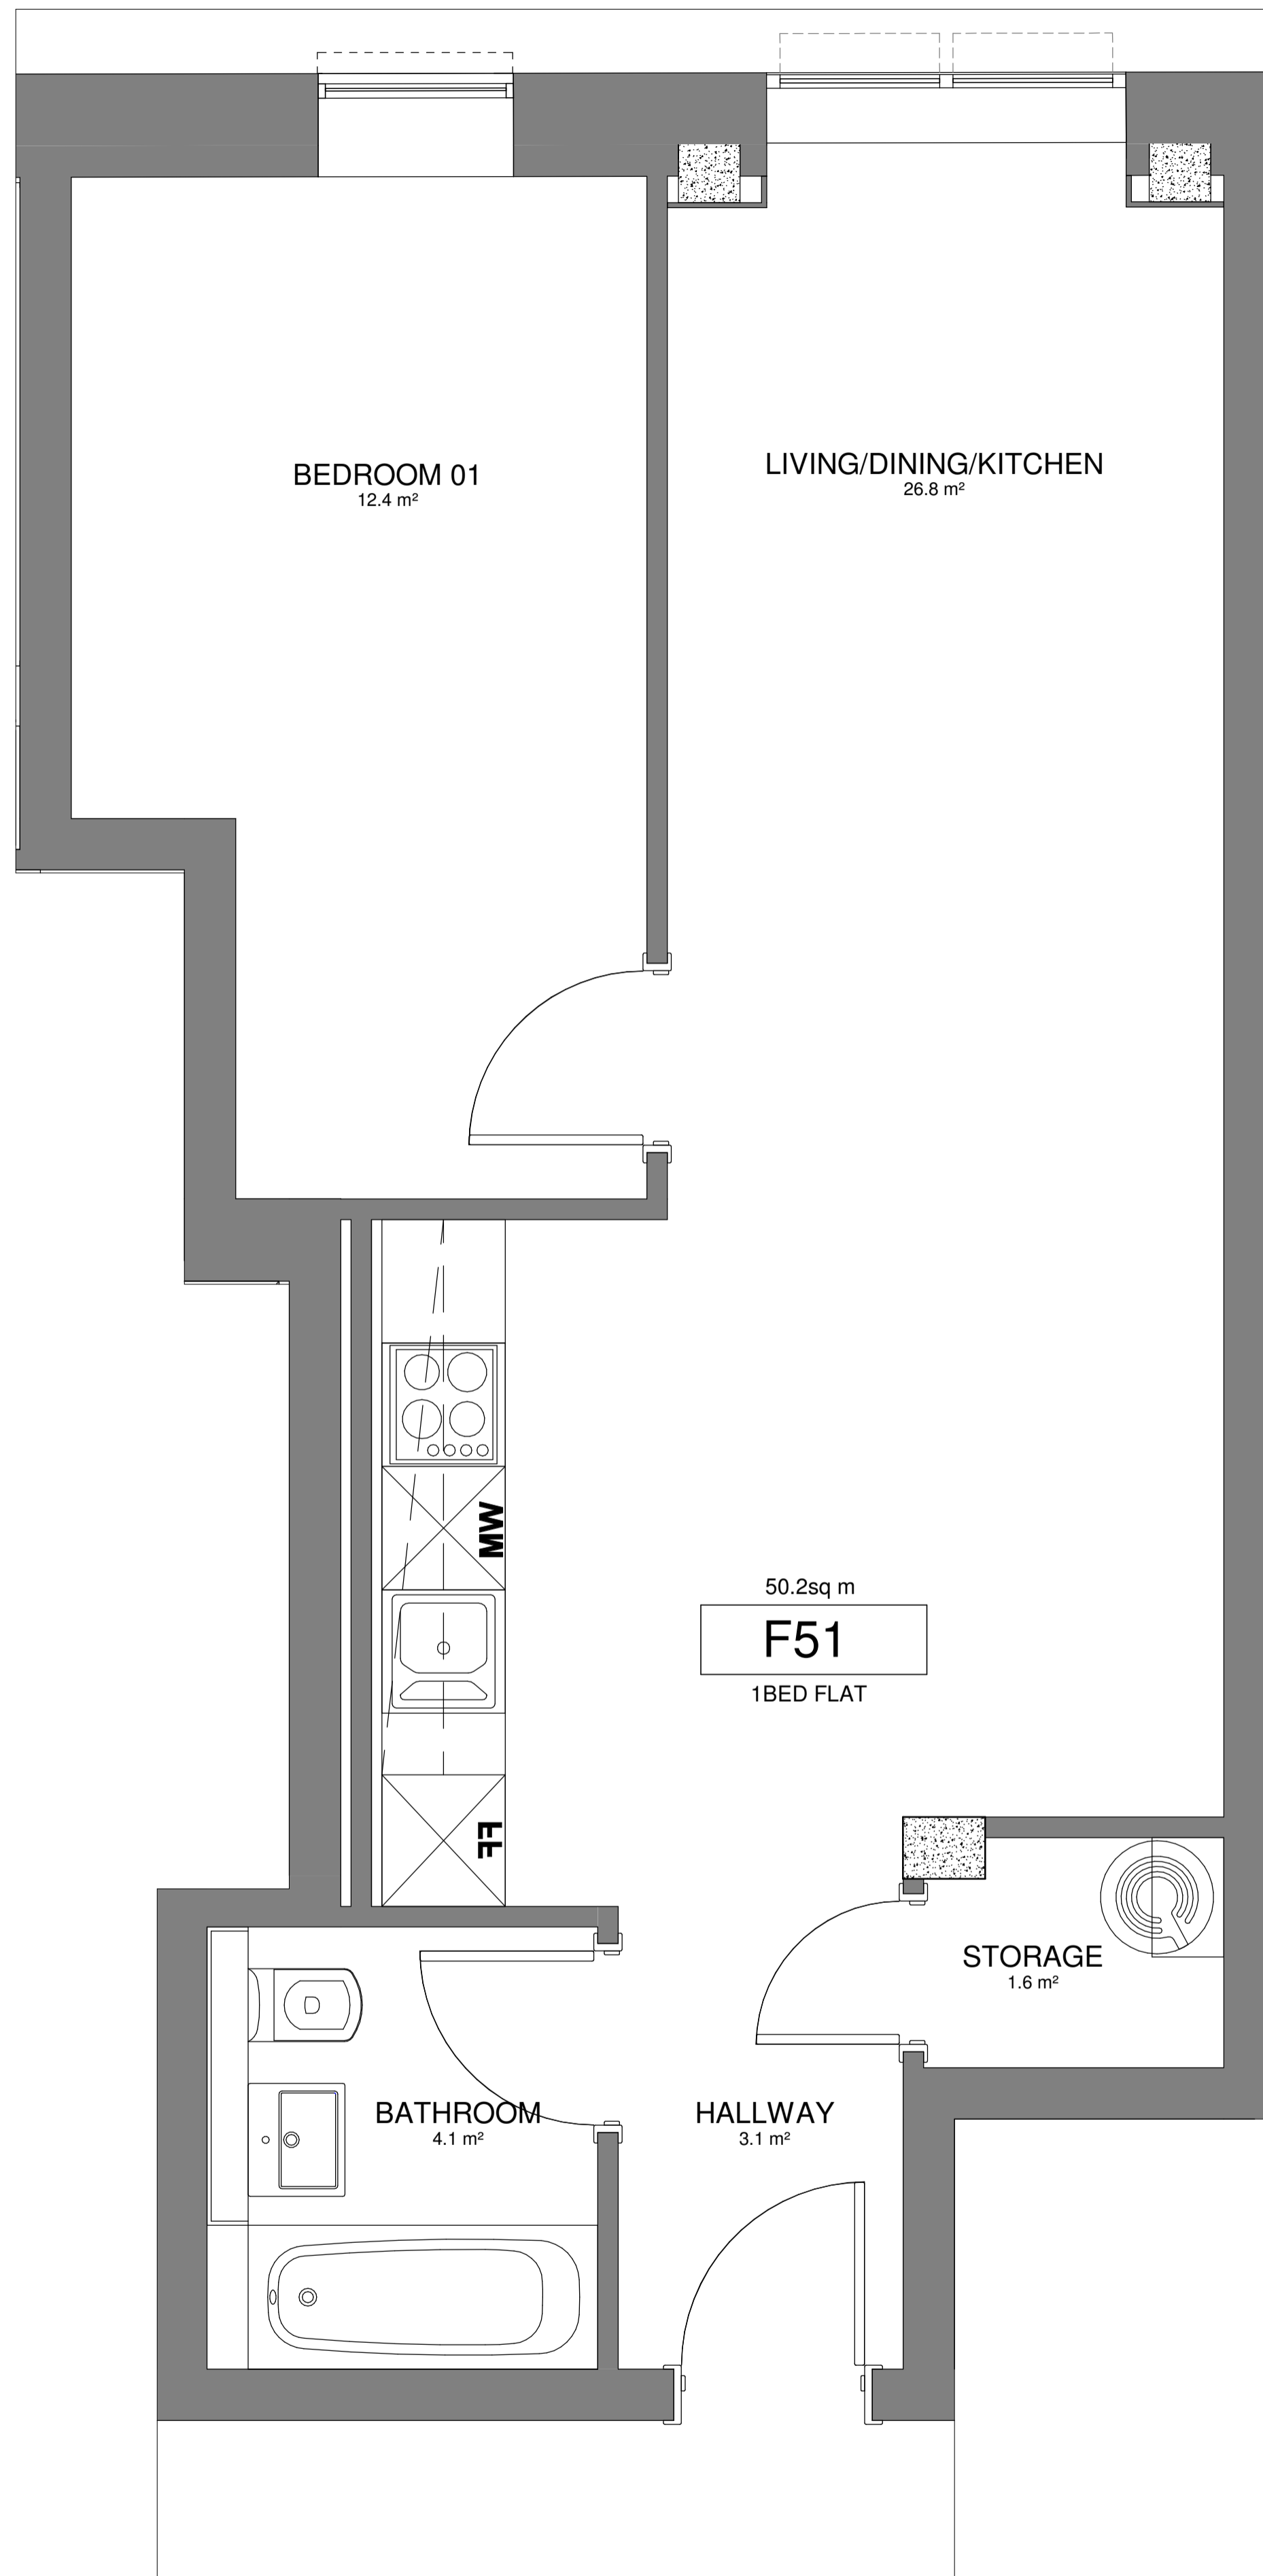 BEDROOM 01
12.4 m²
LIVING/DINING/KITCHEN
26.8 m²
WM
50.2sq m
F51
1BED FLAT
FF
STORAGE
1.6 m²
BATHROOM
4.1 m²
HALLWAY
3.1 m²